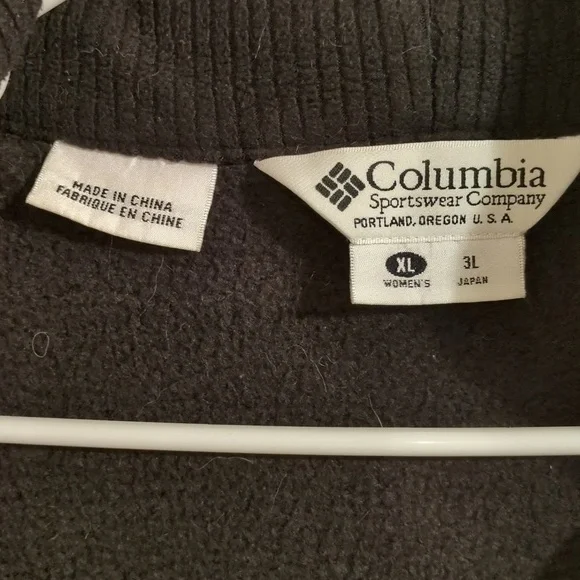 MADE IN CHINA
FABRIQUE EN CHINE
Columbia
Sportswear Company
PORTLAND, OREGON U.S.A.
XL 3L
WOMEN'S JAPAN